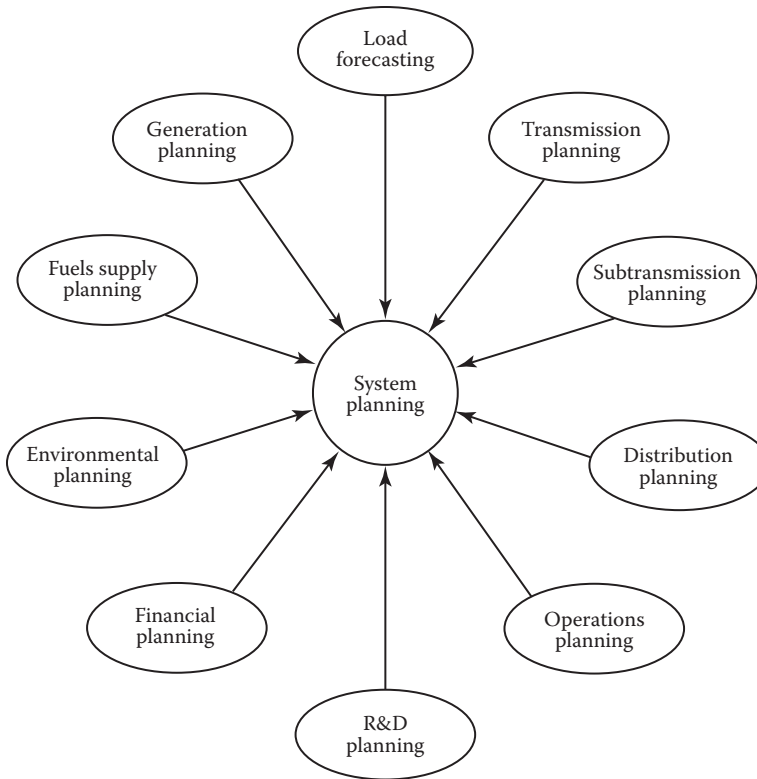 Load
forecasting
Generation
planning
Transmission
planning
Fuels supply
planning
Subtransmission
planning
System
planning
Environmental
planning
Distribution
planning
Financial
planning
Operations
planning
R&D
planning